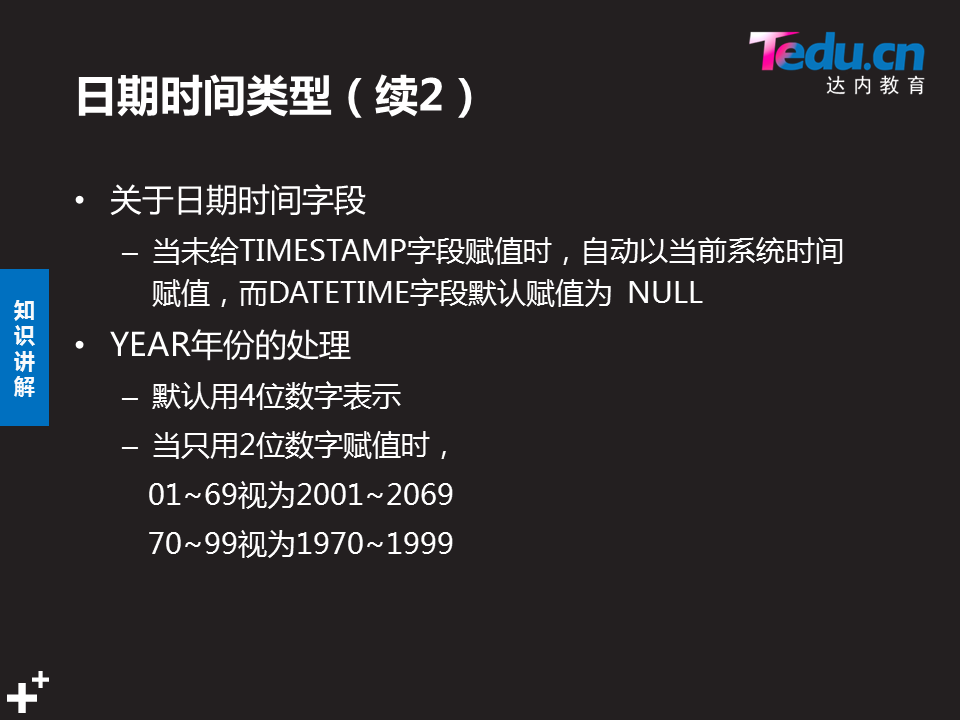 Tedu.cn
达内教育
日期时间类型（续2）
• 关于日期时间字段
– 当未给TIMESTAMP字段赋值时，自动以当前系统时间
赋值，而DATETIME字段默认赋值为 NULL
• YEAR年份的处理
– 默认用4位数字表示
– 当只用2位数字赋值时，
01~69视为2001~2069
70~99视为1970~1999
知
识
讲
解